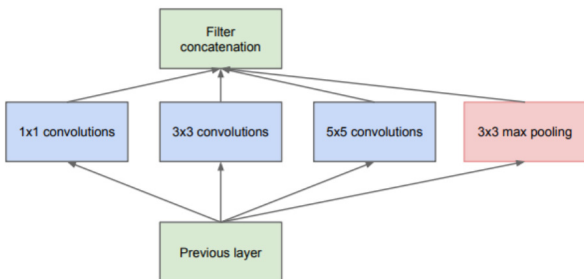 Filter
concatenation
1x1 convolutions
3x3 convolutions
5x5 convolutions
3x3 max pooling
Previous layer